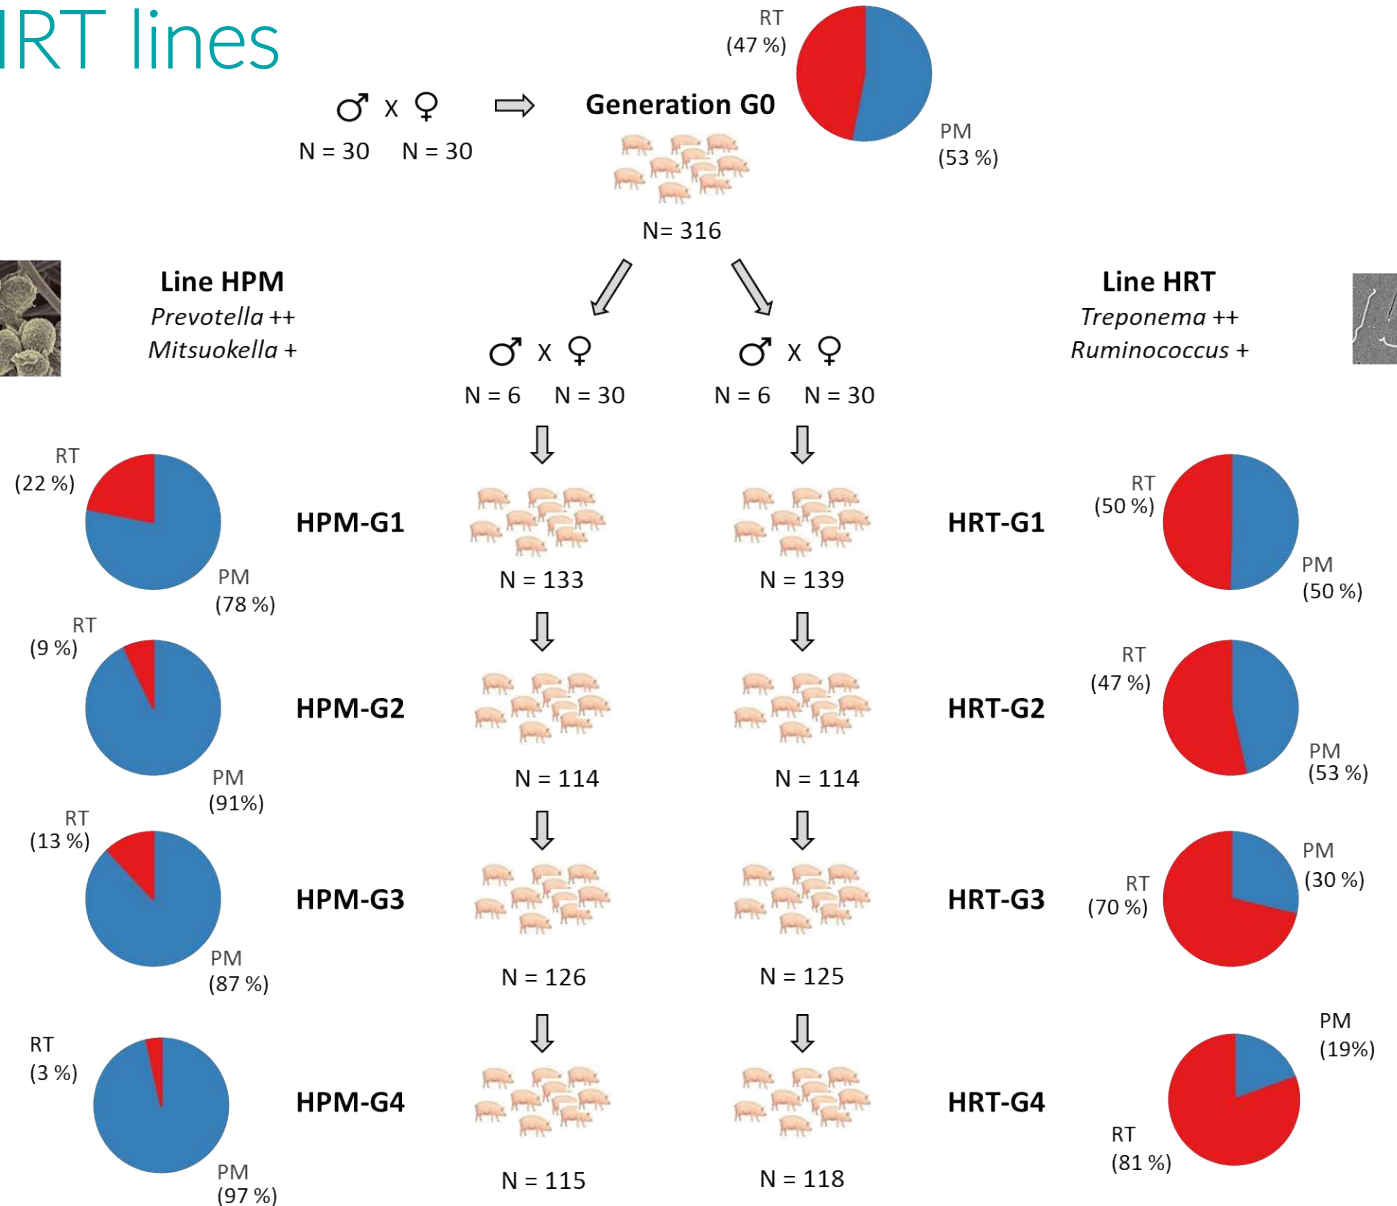 HRT lines
RT
(47 %)
♂ X ♀
Generation G0
N = 30 N = 30
PM
(53 %)
N= 316
Line HPM
Prevotella ++
Mitsuokella +
Line HRT
Treponema ++
Ruminococcus +
♂ X ♀
N = 6 N = 30
♂ X ♀
N = 6 N = 30
RT
(22 %)
PM
(78 %)
HPM-G1
N = 133
HRT-G1
N = 139
RT
(50 %)
PM
(50 %)
RT
(9 %)
PM
(91%)
HPM-G2
N = 114
HRT-G2
N = 114
RT
(47 %)
PM
(53 %)
RT
(13 %)
PM
(87 %)
HPM-G3
N = 126
HRT-G3
N = 125
PM
(30 %)
RT
(70 %)
RT
(3 %)
PM
(97 %)
HPM-G4
N = 115
HRT-G4
N = 118
PM
(19%)
RT
(81 %)